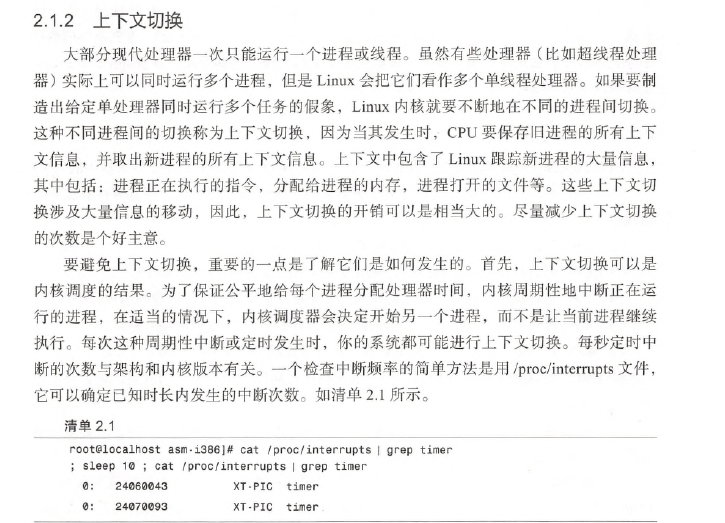 2.1.2 上下文切换
大部分现代处理器一次只能运行一个进程或线程。虽然有些处理器（比如超线程处理
器）实际上可以同时运行多个进程，但是 Linux 会把它们看作多个单线程处理器。如果要制
造出给定单处理器同时运行多个任务的假象，Linux 内核就要不断地在不同的进程间切换。
这种不同进程间的切换称为上下文切换，因为当其发生时，CPU 要保存旧进程的所有上下
文信息，并取出新进程的所有上下文信息。上下文中包含了 Linux 跟踪新进程的大量信息，
其中包括：进程正在执行的指令，分配给进程的内存，进程打开的文件等。这些上下文切
换涉及大量信息的移动，因此，上下文切换的开销可以是相当大的。尽量减少上下文切换
的次数是个好主意。
要避免上下文切换，重要的一点是了解它们是如何发生的。首先，上下文切换可以是
内核调度的结果。为了保证公平地给每个进程分配处理器时间，内核周期性地中断正在运
行的进程，在适当的情况下，内核调度器会决定开始另一个进程，而不是让当前进程继续
执行。每次这种周期性中断或定时发生时，你的系统都可能进行上下文切换。每秒定时中
断的次数与架构和内核版本有关。一个检查中断频率的简单方法是用 /proc/interrupts 文件，
它可以确定已知时长内发生的中断次数。如清单 2.1 所示。
清单 2.1
root@localhost asm-i386]# cat /proc/interrupts | grep timer
; sleep 10 ; cat /proc/interrupts | grep timer
0: 24060043 XT-PIC timer
0: 24070093 XT-PIC timer